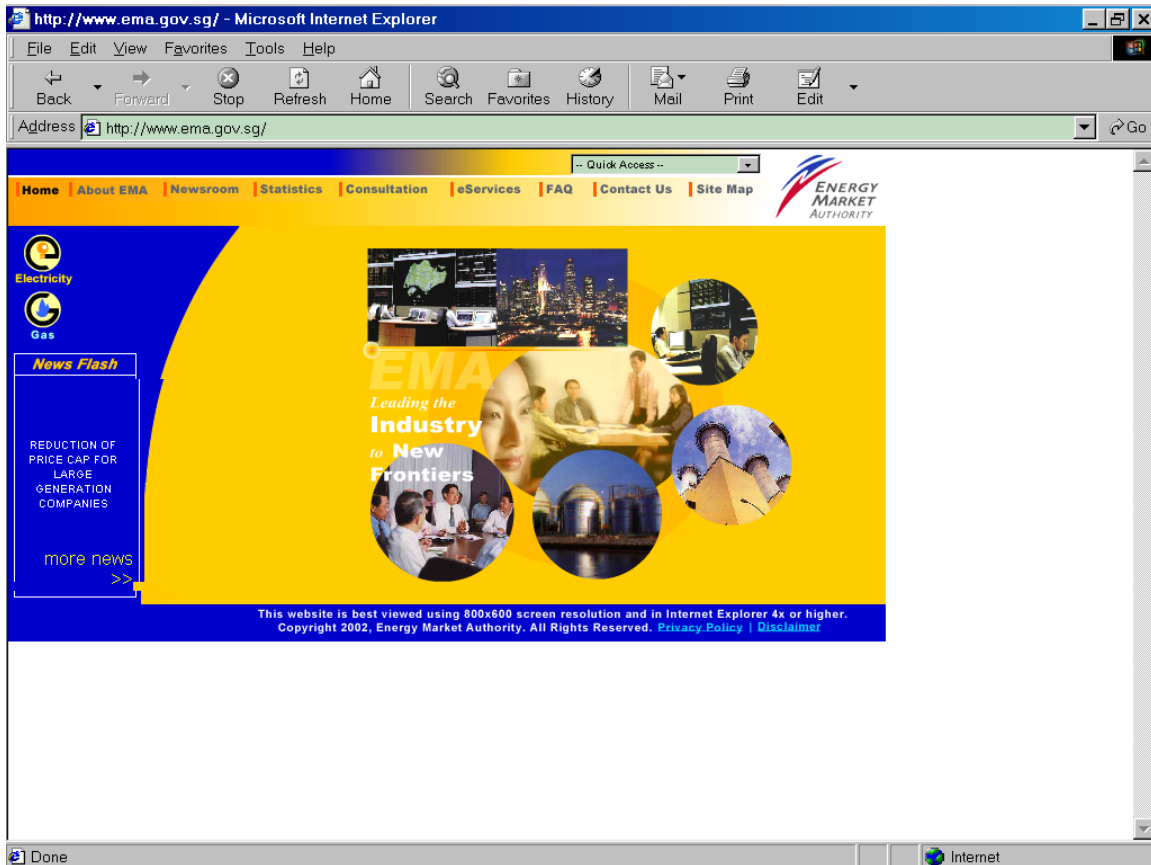 http://www.ema.gov.sg/ - Microsoft Internet Explorer
File Edit View Favorites Tools Help
Back Forward Stop Refresh Home Search Favorites History Mail Print Edit
Address http://www.ema.gov.sg/ Go
-- Quick Access --
Home About EMA Newsroom Statistics Consultation eServices FAQ Contact Us Site Map
ENERGY
MARKET
AUTHORITY
Electricity
Gas
News Flash
REDUCTION OF
PRICE CAP FOR
LARGE
GENERATION
COMPANIES
more news
>>
EMA
Leading the
Industry
to New
Frontiers
This website is best viewed using 800x600 screen resolution and in Internet Explorer 4x or higher.
Copyright 2002, Energy Market Authority. All Rights Reserved. Privacy Policy | Disclaimer
Done Internet